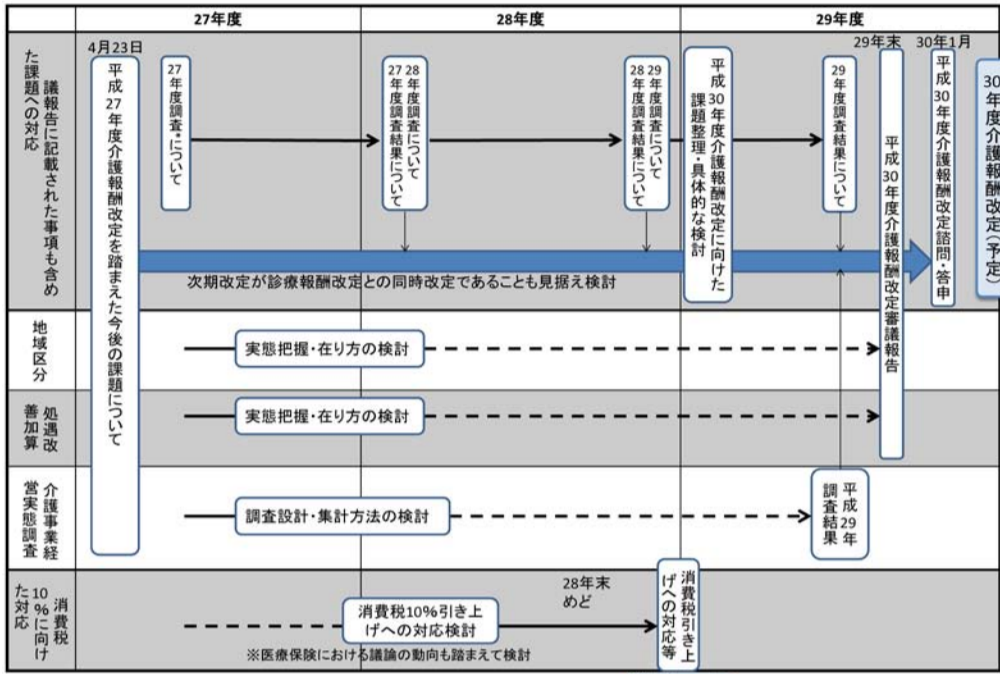 27年度
28年度
29年度
議報告に記載された事項も含め
た課題への対応
4月23日
平成27年度介護報酬改定を踏まえた今後の課題について
27年度調査*について
28年度調査について
27年度調査結果について
29年度調査について
28年度調査結果について
平成30年度介護報酬改定に向けた
課題整理・具体的な検討
29年度調査結果について
29年末
平成30年度介護報酬改定審議報告
30年1月
平成30年度介護報酬改定諮問・答申
30年度介護報酬改定（予定）
次期改定が診療報酬改定との同時改定であることも見据え検討
地域区分
実態把握・在り方の検討
処遇改
善加算
実態把握・在り方の検討
介護事業経
営実態調査
調査設計・集計方法の検討
平成29年
調査結果
消費税
10％に向け
た対応
消費税10％引き上
げへの対応検討
28年末
めど
消費税引き上
げへの対応等
※医療保険における議論の動向も踏まえて検討